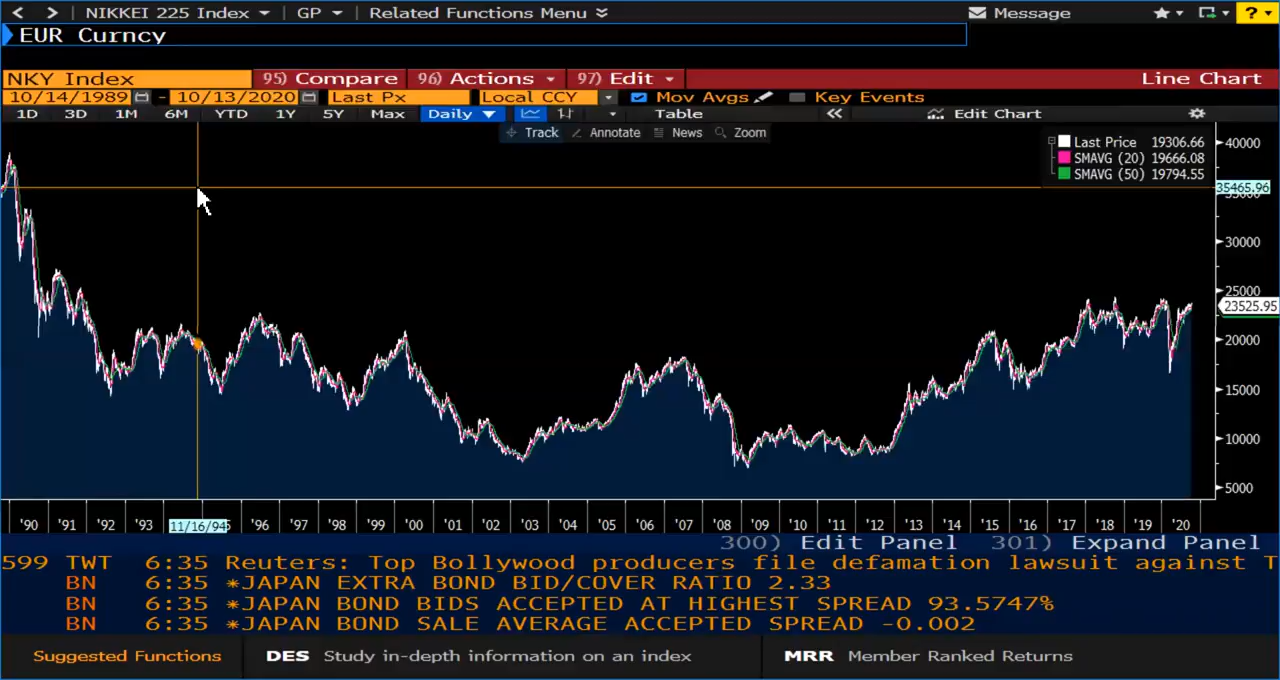 NIKKEI 225 Index GP Related Functions Menu Message ?
EUR Curncy
NKY Index 95) Compare 96) Actions 97) Edit Line Chart
10/14/1989 - 10/13/2020 Last Px Local CCY Mov Avgs Key Events
1D 3D 1M 6M YTD 1Y 5Y Max Daily Table Edit Chart
Track Annotate News Zoom
Last Price 19306.66
SMAVG (20) 19666.08
SMAVG (50) 19794.55
40000
35465.96
30000
25000
23525.95
20000
15000
10000
5000
'90 '91 '92 '93 11/16/94 '96 '97 '98 '99 '00 '01 '02 '03 '04 '05 '06 '07 '08 '09 '10 '11 '12 '13 '14 '15 '16 '17 '18 '19 '20
300) Edit Panel 301) Expand Panel
599 TWT 6:35 Reuters: Top Bollywood producers file defamation lawsuit against T
BN 6:35 *JAPAN EXTRA BOND BID/COVER RATIO 2.33
BN 6:35 *JAPAN BOND BIDS ACCEPTED AT HIGHEST SPREAD 93.5747%
BN 6:35 *JAPAN BOND SALE AVERAGE ACCEPTED SPREAD -0.002
Suggested Functions DES Study in-depth information on an index MRR Member Ranked Returns